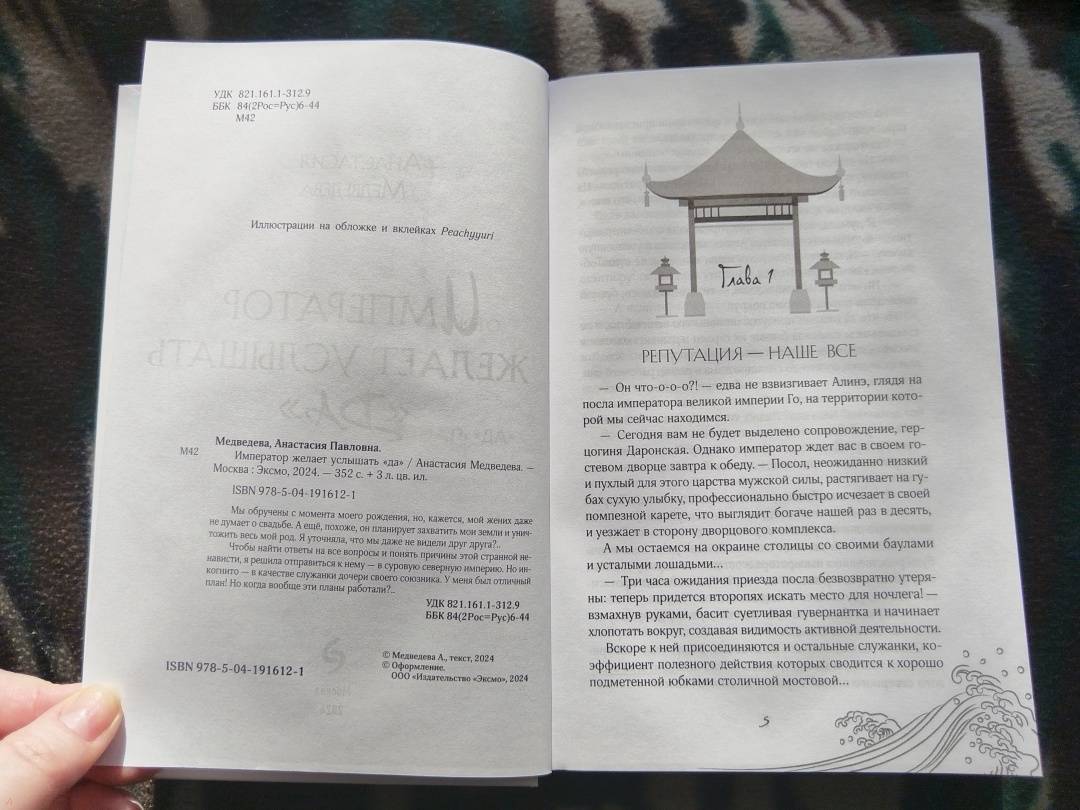 УДК 821.161.1-312.9
ББК 84(2Рос=Рус)6-44
М42
Иллюстрации на обложке и вклейках Peachyyuri
Медведева, Анастасия Павловна.
М42 Император желает услышать «да» / Анастасия Медведева. —
Москва : Эксмо, 2024. — 352 с. + 3 л. цв. ил.
ISBN 978-5-04-191612-1
Мы обручены с момента моего рождения, но, кажется, мой жених даже
не думает о свадьбе. А ещё, похоже, он планирует захватить мои земли и унич-
тожить весь мой род. Я уточняла, что мы даже не видели друг друга?..
Чтобы найти ответы на все вопросы и понять причины этой странной не-
нависти, я решила отправиться к нему — в суровую северную империю. Но ин-
когнито — в качестве служанки дочери своего союзника. У меня был отличный
план! Но когда вообще эти планы работали?..
УДК 821.161.1-312.9
ББК 84(2Рос=Рус)6-44
© Медведева А., текст, 2024
© Оформление.
ООО «Издательство «Эксмо», 2024
ISBN 978-5-04-191612-1
Глава 1
РЕПУТАЦИЯ — НАШЕ ВСЕ
— Он что-о-о-о?! — едва не взвизгивает Алинэ, глядя на
посла императора великой империи Го, на территории кото-
рой мы сейчас находимся.
— Сегодня вам не будет выделено сопровождение, гер-
цогиня Даронская. Однако император ждет вас в своем го-
стевом дворце завтра к обеду. — Посол, неожиданно низкий
и пухлый для этого царства мужской силы, растягивает на гу-
бах сухую улыбку, профессионально быстро исчезает в своей
помпезной карете, что выглядит богаче нашей раз в десять,
и уезжает в сторону дворцового комплекса.
А мы остаемся на окраине столицы со своими баулами
и усталыми лошадьми...
— Три часа ожидания приезда посла безвозвратно утеря-
ны: теперь придется второпях искать место для ночлега! —
взмахнув руками, басит суетливая гувернантка и начинает
хлопотать вокруг, создавая видимость активной деятельности.
Вскоре к ней присоединяются и остальные служанки, ко-
эффициент полезного действия которых сводится к хорошо
подметенной юбками столичной мостовой...
5